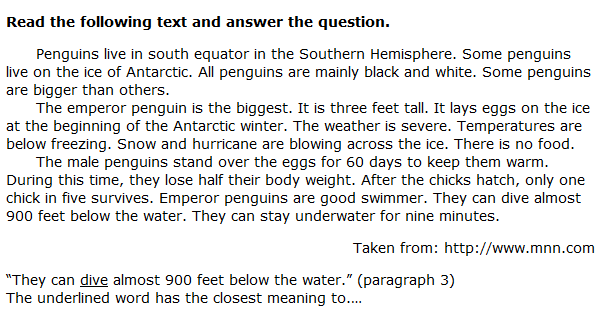 Read the following text and answer the question.
Penguins live in south equator in the Southern Hemisphere. Some penguins
live on the ice of Antarctic. All penguins are mainly black and white. Some penguins
are bigger than others.
The emperor penguin is the biggest. It is three feet tall. It lays eggs on the ice
at the beginning of the Antarctic winter. The weather is severe. Temperatures are
below freezing. Snow and hurricane are blowing across the ice. There is no food.
The male penguins stand over the eggs for 60 days to keep them warm.
During this time, they lose half their body weight. After the chicks hatch, only one
chick in five survives. Emperor penguins are good swimmer. They can dive almost
900 feet below the water. They can stay underwater for nine minutes.
Taken from: http://www.mnn.com
“They can dive almost 900 feet below the water.” (paragraph 3)
The underlined word has the closest meaning to....